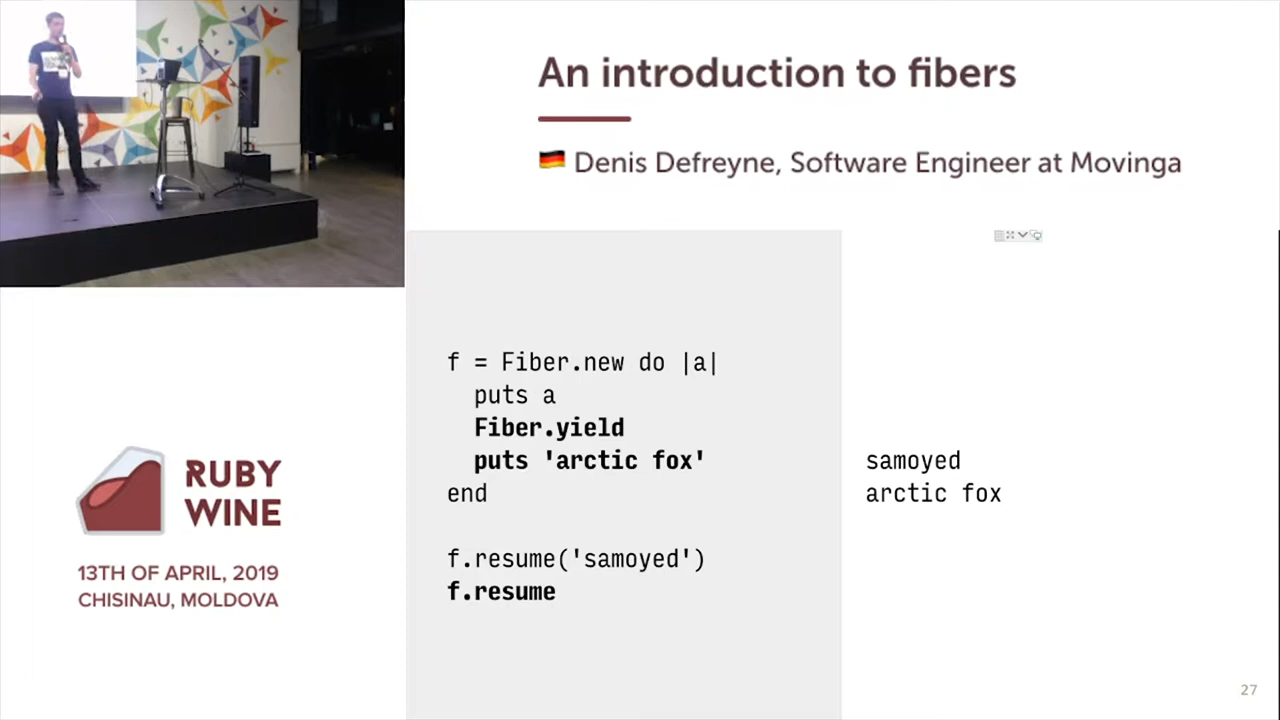 An introduction to fibers
Denis Defreyne, Software Engineer at Movinga
f = Fiber.new do |a|
puts a
Fiber.yield
puts 'arctic fox'
end
f.resume('samoyed')
f.resume
samoyed
arctic fox
RUBY
WINE
13TH OF APRIL, 2019
CHISINAU, MOLDOVA
27